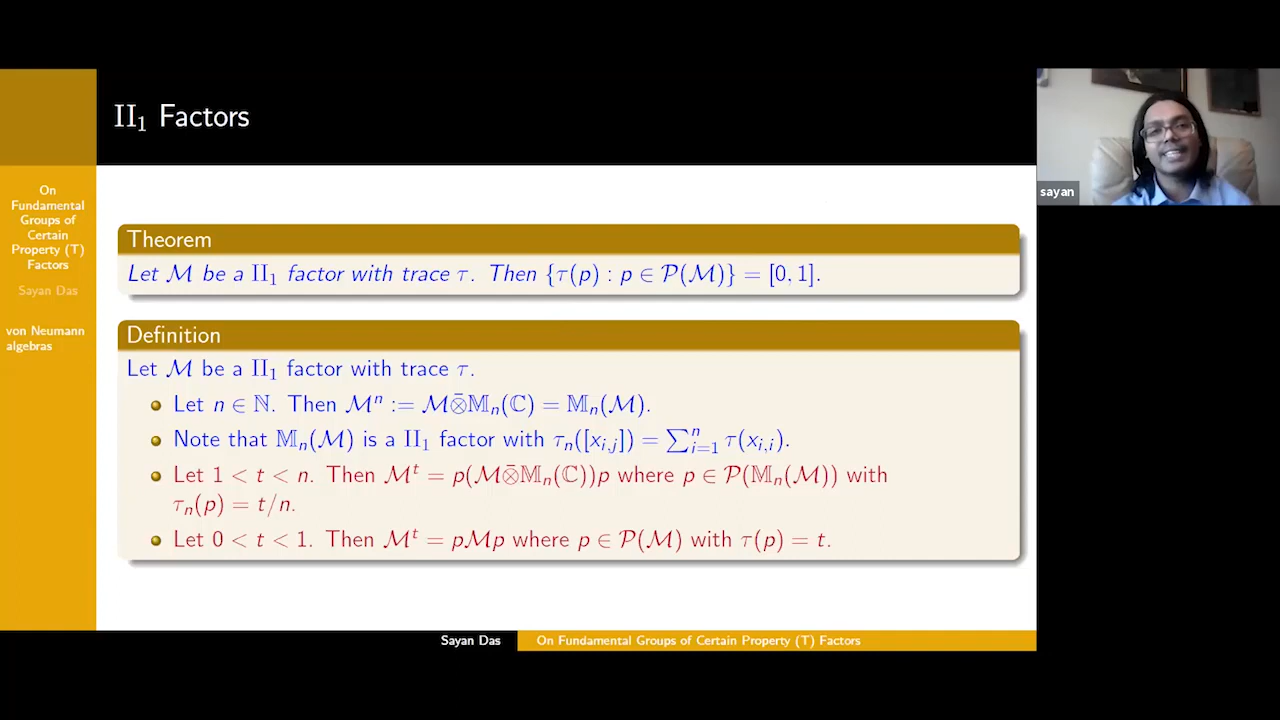 II₁ Factors
On
Fundamental
Groups of
Certain
Property (T)
Factors
Sayan Das
von Neumann
algebras
Theorem
Let ℳ be a II₁ factor with trace τ. Then {τ(p) : p ∈ 𝒫(ℳ)} = [0, 1].
Definition
Let ℳ be a II₁ factor with trace τ.
Let n ∈ ℕ. Then ℳⁿ := ℳ⊗̄𝕄ₙ(ℂ) = 𝕄ₙ(ℳ).
Note that 𝕄ₙ(ℳ) is a II₁ factor with τₙ([xᵢ,ⱼ]) = ∑ⁿᵢ₌₁ τ(xᵢ,ᵢ).
Let 1 < t < n. Then ℳᵗ = p(ℳ⊗̄𝕄ₙ(ℂ))p where p ∈ 𝒫(𝕄ₙ(ℳ)) with
τₙ(p) = t/n.
Let 0 < t < 1. Then ℳᵗ = pℳp where p ∈ 𝒫(ℳ) with τ(p) = t.
sayan
Sayan Das
On Fundamental Groups of Certain Property (T) Factors